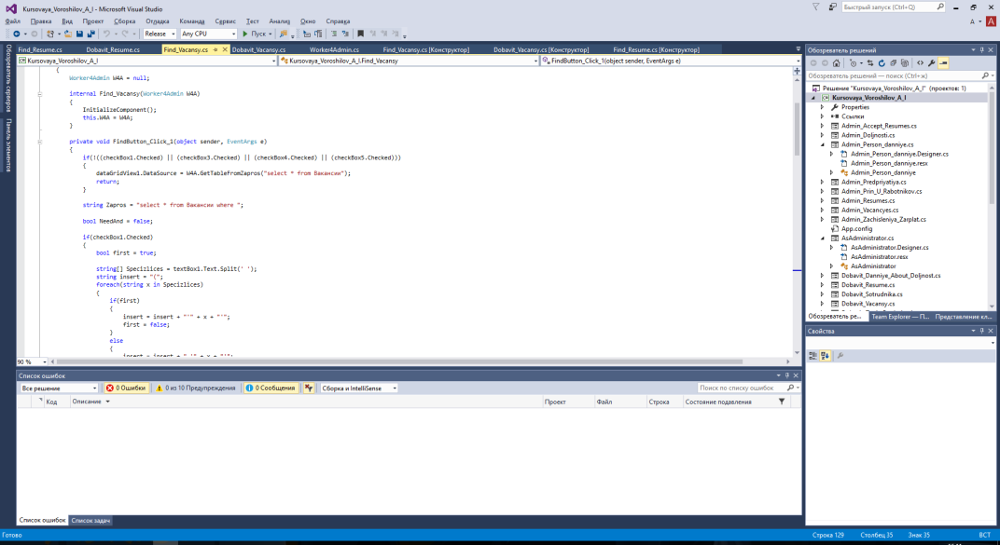 Kursovaya_Voroshilov_A_I - Microsoft Visual Studio
Быстрый запуск (Ctrl+Q)
Файл Правка Вид Проект Сборка Отладка Команда Сервис Тест Анализ Окно Справка
Release Any CPU Пуск
Find_Resume.cs Dobavit_Resume.cs Find_Vacansy.cs Dobavit_Vacansy.cs Worker4Admin.cs Find_Vacansy.cs [Конструктор] Dobavit_Vacansy.cs [Конструктор] Find_Resume.cs [Конструктор]
Kursovaya_Voroshilov_A_I Kursovaya_Voroshilov_A_I.Find_Vacansy FindButton_Click_1(object sender, EventArgs e)
Обозреватель серверов
Панель элементов
{
Worker4Admin W4A = null;
internal Find_Vacansy(Worker4Admin W4A)
{
InitializeComponent();
this.W4A = W4A;
}
private void FindButton_Click_1(object sender, EventArgs e)
{
if(!((checkBox1.Checked) || (checkBox3.Checked) || (checkBox4.Checked) || (checkBox5.Checked)))
{
dataGridView1.DataSource = W4A.GetTableFromZapros("select * from Вакансии");
return;
}
string Zapros = "select * from Вакансии where ";
bool NeedAnd = false;
if(checkBox1.Checked)
{
bool first = true;
string[] Specizlices = textBox1.Text.Split(' ');
string insert = "(";
foreach(string x in Specizlices)
{
if(first)
{
insert = insert + "'" + x + "'";
first = false;
}
else
{
90 %
Обозреватель решений
Обозреватель решений — поиск (Ctrl+ж)
Решение "Kursovaya_Voroshilov_A_I" (проектов: 1)
Kursovaya_Voroshilov_A_I
Properties
Ссылки
Admin_Accept_Resumes.cs
Admin_Doljnosti.cs
Admin_Person_danniye.cs
Admin_Person_danniye.Designer.cs
Admin_Person_danniye.resx
Admin_Person_danniye
Admin_Predpriyatiya.cs
Admin_Prin_U_Rabotnikov.cs
Admin_Resumes.cs
Admin_Vacancyes.cs
Admin_Zachisleniya_Zarplat.cs
App.config
AsAdministrator.cs
AsAdministrator.Designer.cs
AsAdministrator.resx
AsAdministrator
Dobavit_Danniye_About_Doljnost.cs
Dobavit_Resume.cs
Dobavit_Sotrudnika.cs
Dobavit_Vacansy.cs
Обозреватель ре... Team Explorer — П... Представление кл...
Свойства
Список ошибок
Все решение 0 Ошибки 0 из 10 Предупреждения 0 Сообщения Сборка и IntelliSense Поиск по списку ошибок
Код Описание Проект Файл Строка Состояние подавления
Список ошибок Список задач
Готово Строка 129 Столбец 35 Знак 35 ВСТ